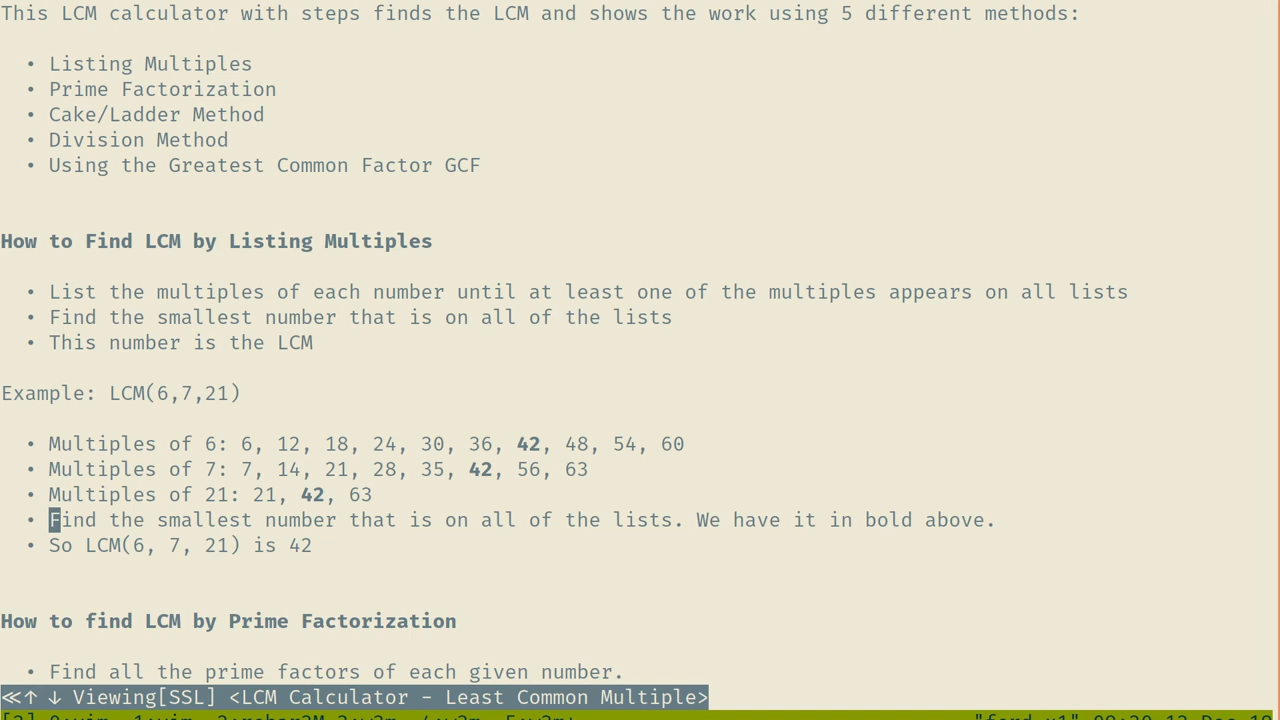 This LCM calculator with steps finds the LCM and shows the work using 5 different methods:
• Listing Multiples
• Prime Factorization
• Cake/Ladder Method
• Division Method
• Using the Greatest Common Factor GCF
How to Find LCM by Listing Multiples
• List the multiples of each number until at least one of the multiples appears on all lists
• Find the smallest number that is on all of the lists
• This number is the LCM
Example: LCM(6,7,21)
• Multiples of 6: 6, 12, 18, 24, 30, 36, 42, 48, 54, 60
• Multiples of 7: 7, 14, 21, 28, 35, 42, 56, 63
• Multiples of 21: 21, 42, 63
• Find the smallest number that is on all of the lists. We have it in bold above.
• So LCM(6, 7, 21) is 42
How to find LCM by Prime Factorization
• Find all the prime factors of each given number.
≪↑ ↓ Viewing[SSL] <LCM Calculator - Least Common Multiple>